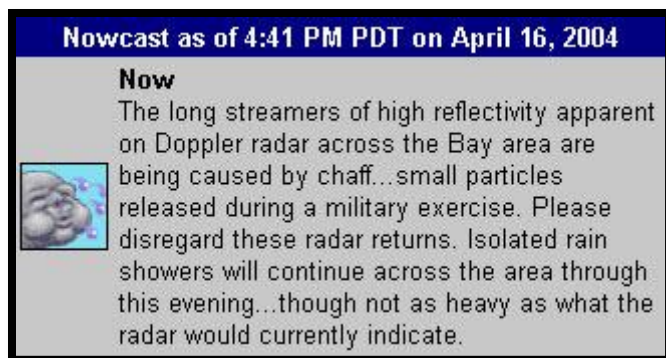 Nowcast as of 4:41 PM PDT on April 16, 2004
Now
The long streamers of high reflectivity apparent
on Doppler radar across the Bay area are
being caused by chaff...small particles
released during a military exercise. Please
disregard these radar returns. Isolated rain
showers will continue across the area through
this evening...though not as heavy as what the
radar would currently indicate.